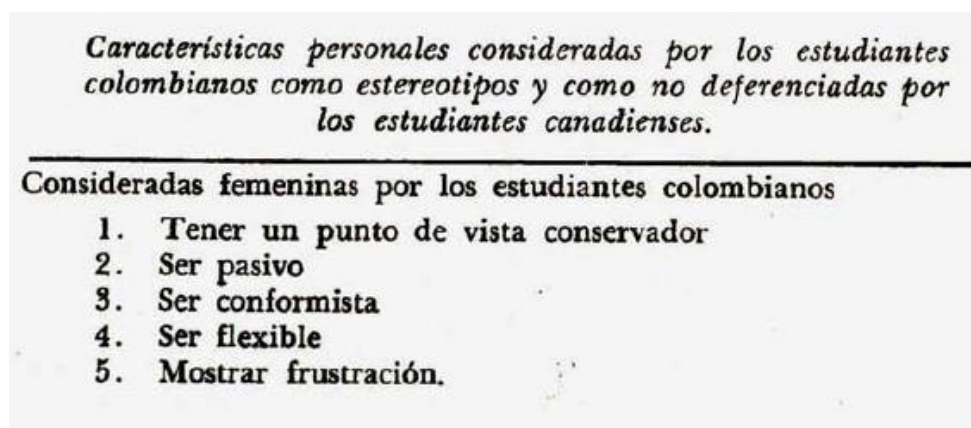 Características personales consideradas por los estudiantes
colombianos como estereotipos y como no deferenciadas por
los estudiantes canadienses.
Consideradas femeninas por los estudiantes colombianos
1. Tener un punto de vista conservador
2. Ser pasivo
3. Ser conformista
4. Ser flexible
5. Mostrar frustración.